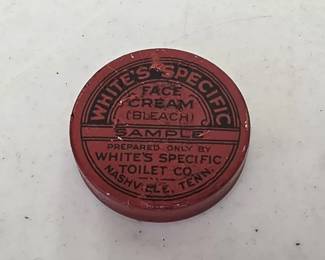 WHITE'S SPECIFIC
FACE
CREAM
(BLEACH)
SAMPLE
PREPARED ONLY BY
WHITE'S SPECIFIC
TOILET CO.
NASHVILLE, TENN.